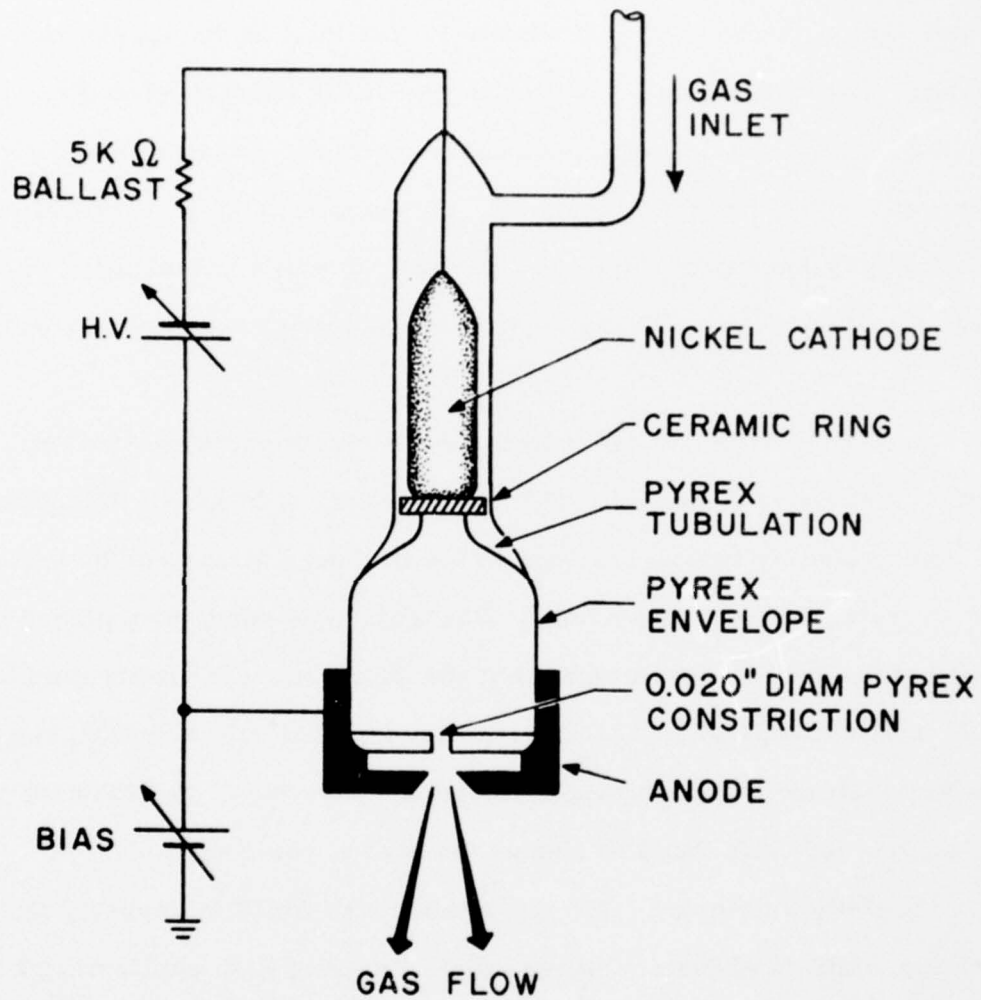 GAS
INLET
5K Ω
BALLAST
H.V.
NICKEL CATHODE
CERAMIC RING
PYREX
TUBULATION
PYREX
ENVELOPE
0.020" DIAM PYREX
CONSTRICTION
ANODE
BIAS
GAS FLOW